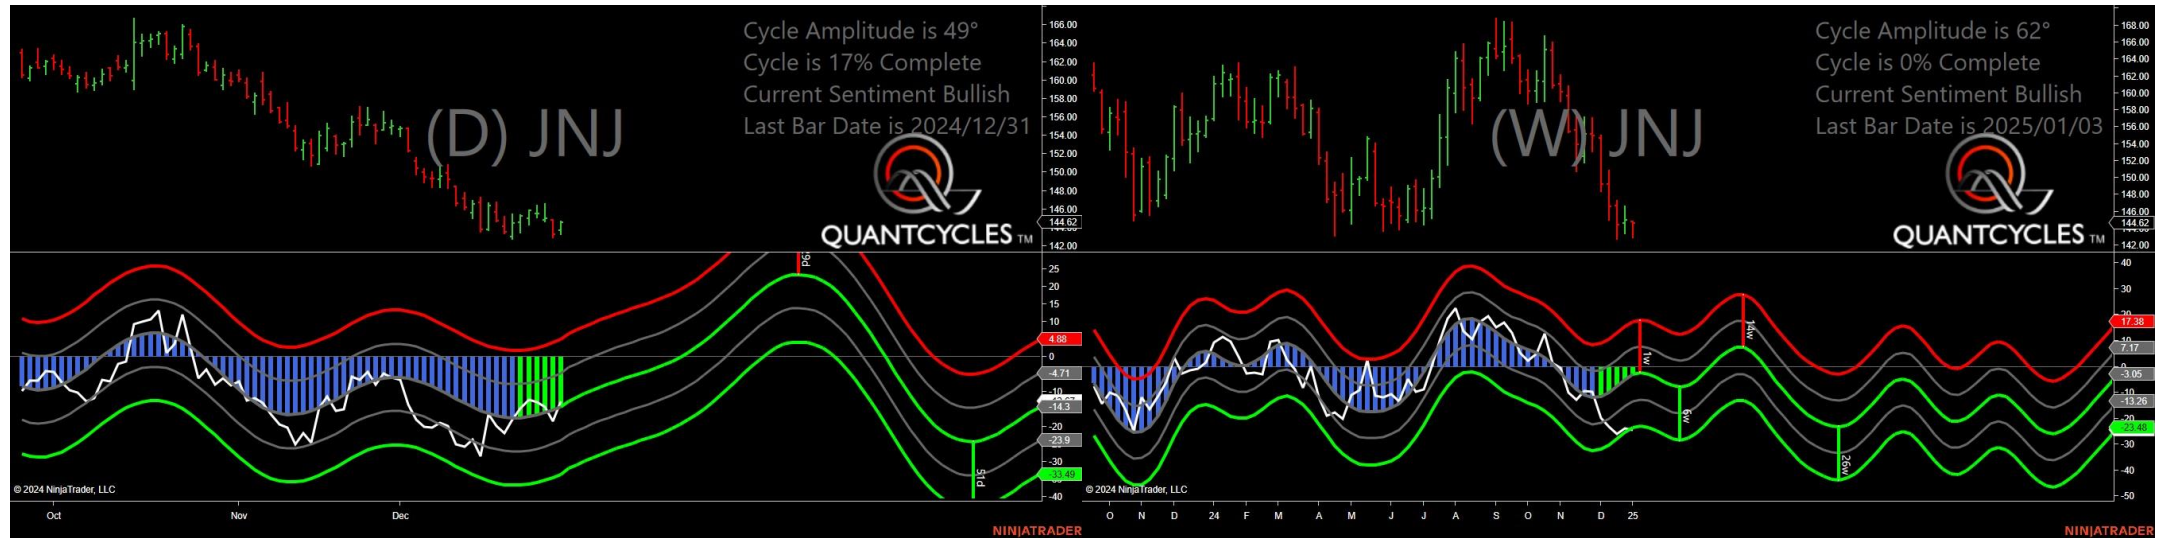 Cycle Amplitude is 49°
Cycle is 17% Complete
Current Sentiment Bullish
Last Bar Date is 2024/12/31
(D) JNJ
QUANTCYCLES TM
166.00
164.00
162.00
160.00
158.00
156.00
154.00
152.00
150.00
148.00
146.00
144.62
142.00
25
20
15
10
4.88
0
-4.71
-14.3
-20
-23.9
-30
-33.49
-40
51d
© 2024 NinjaTrader, LLC
Oct Nov Dec
NINJATRADER
Cycle Amplitude is 62°
Cycle is 0% Complete
Current Sentiment Bullish
Last Bar Date is 2025/01/03
(W) JNJ
QUANTCYCLES TM
168.00
166.00
164.00
162.00
160.00
158.00
156.00
154.00
152.00
150.00
148.00
146.00
144.62
142.00
40
30
17.38
7.17
-3.05
-13.26
-20
-23.48
-30
-40
-50
1w
14w
6w
26w
© 2024 NinjaTrader, LLC
O N D 24 F M A M J J A S O N D 25
NINJATRADER